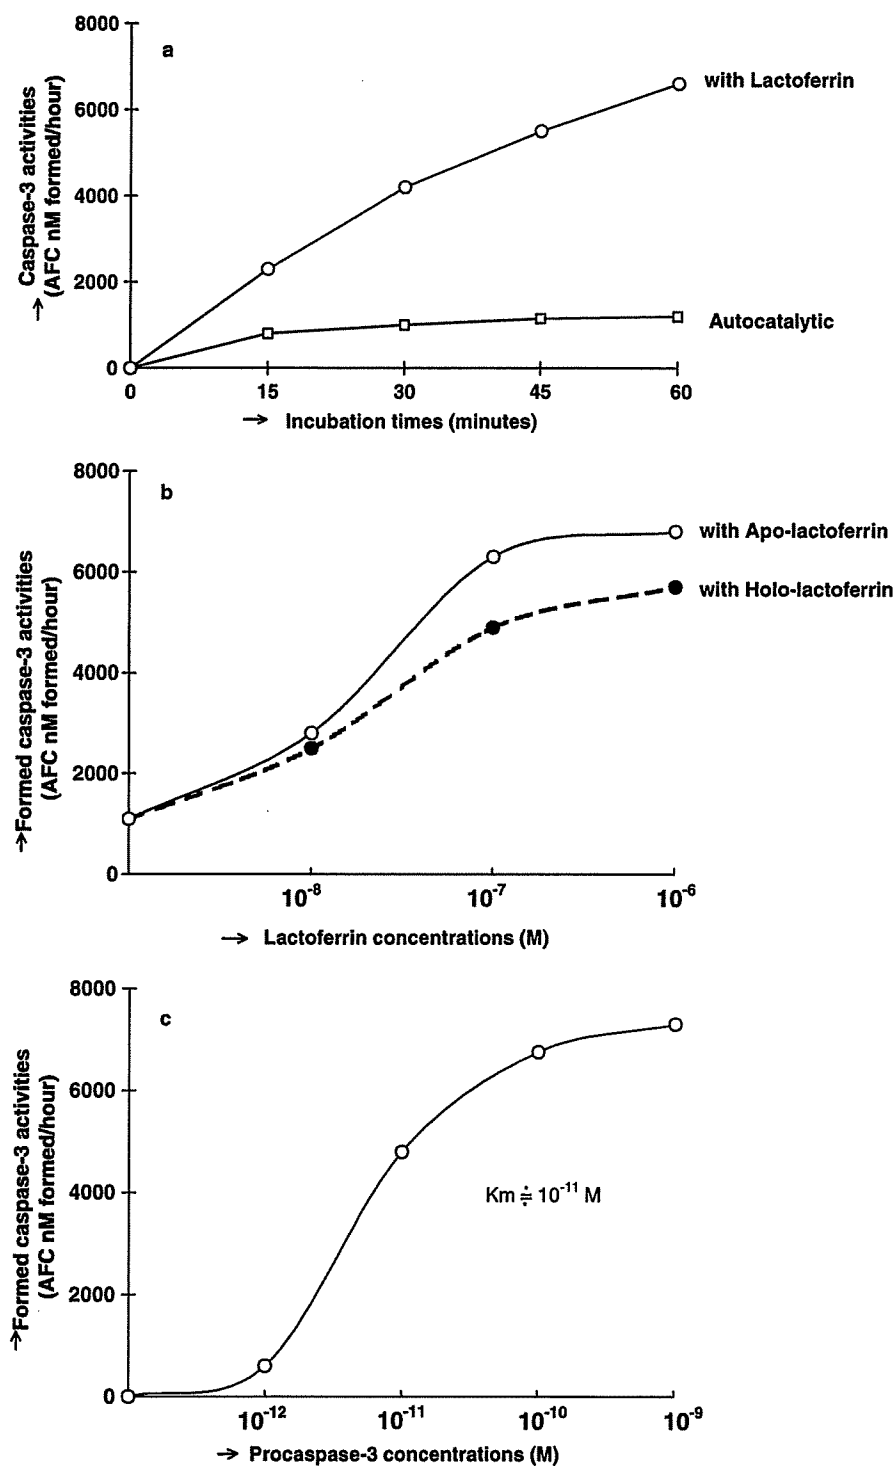 8000
a
with Lactoferrin
6000
→ Caspase-3 activities
(AFC nM formed/hour)
4000
2000
Autocatalytic
0
0 15 30 45 60
→ Incubation times (minutes)
8000
b
with Apo-lactoferrin
6000
with Holo-lactoferrin
→Formed caspase-3 activities
(AFC nM formed/hour)
4000
2000
0
10⁻⁸ 10⁻⁷ 10⁻⁶
→ Lactoferrin concentrations (M)
8000
c
6000
→Formed caspase-3 activities
(AFC nM formed/hour)
4000
Km ≑ 10⁻¹¹ M
2000
0
10⁻¹² 10⁻¹¹ 10⁻¹⁰ 10⁻⁹
→ Procaspase-3 concentrations (M)